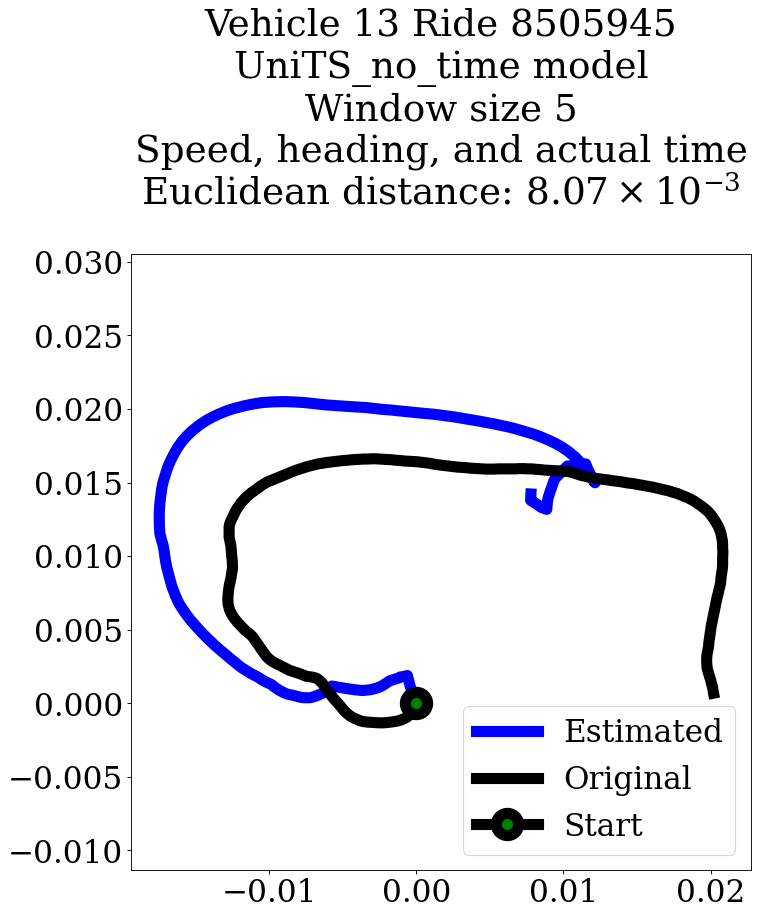 Vehicle 13 Ride 8505945
UniTS_no_time model
Window size 5
Speed, heading, and actual time
Euclidean distance: 8.07 × 10⁻³
0.030
0.025
0.020
0.015
0.010
0.005
0.000
−0.005
−0.010
−0.01 0.00 0.01 0.02
Estimated
Original
Start